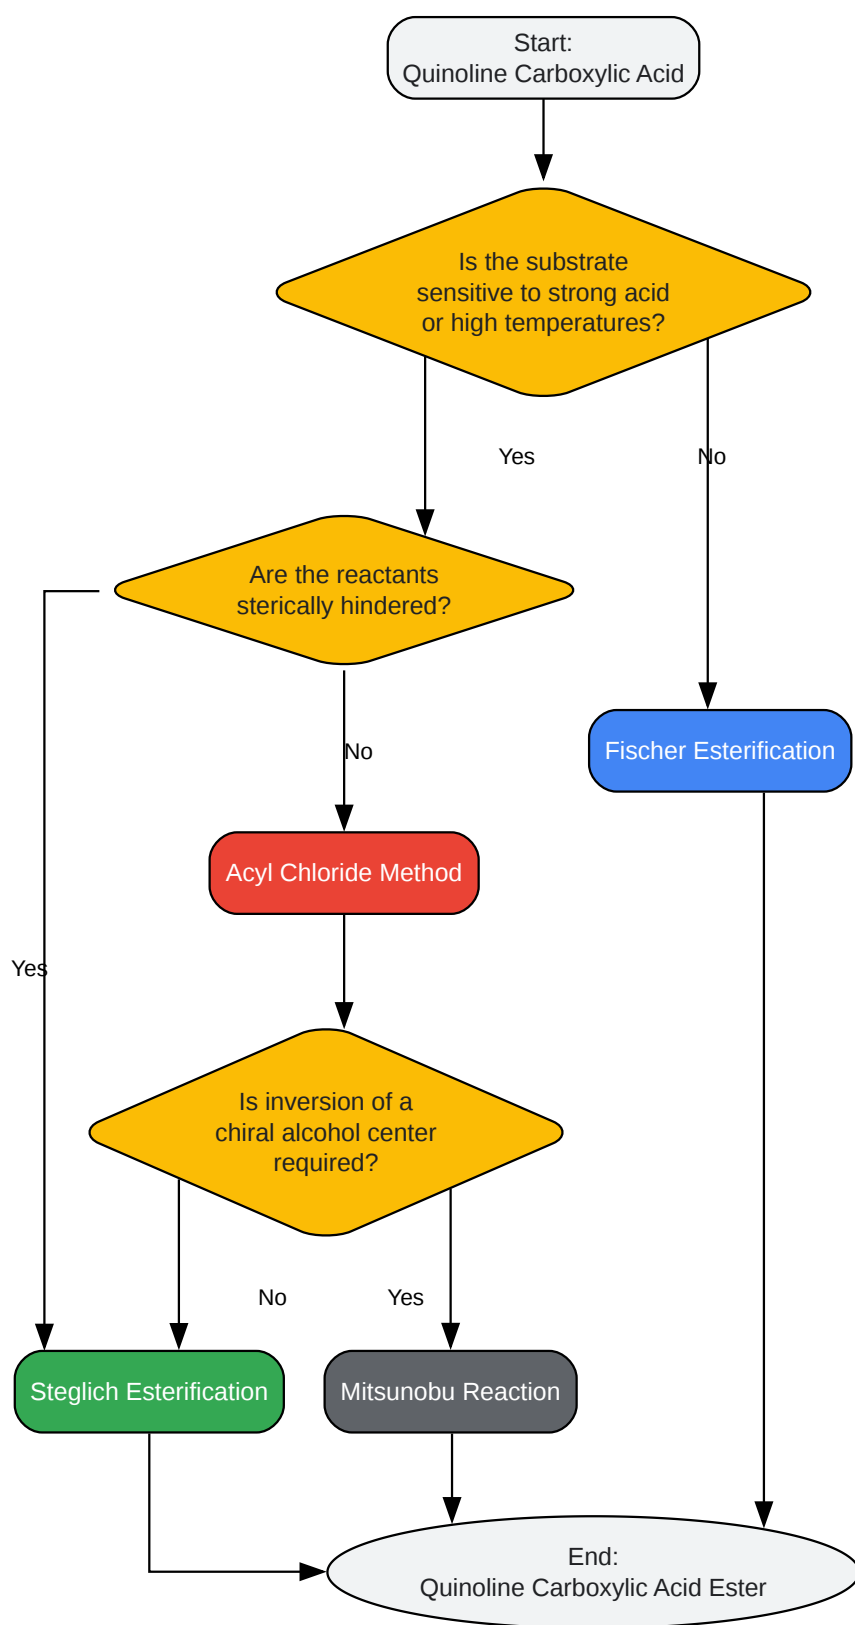 Start:
Quinoline Carboxylic Acid
Is the substrate
sensitive to strong acid
or high temperatures?
Yes
No
Are the reactants
sterically hindered?
No
Fischer Esterification
Acyl Chloride Method
Yes
Is inversion of a
chiral alcohol center
required?
No
Yes
Steglich Esterification
Mitsunobu Reaction
End:
Quinoline Carboxylic Acid Ester